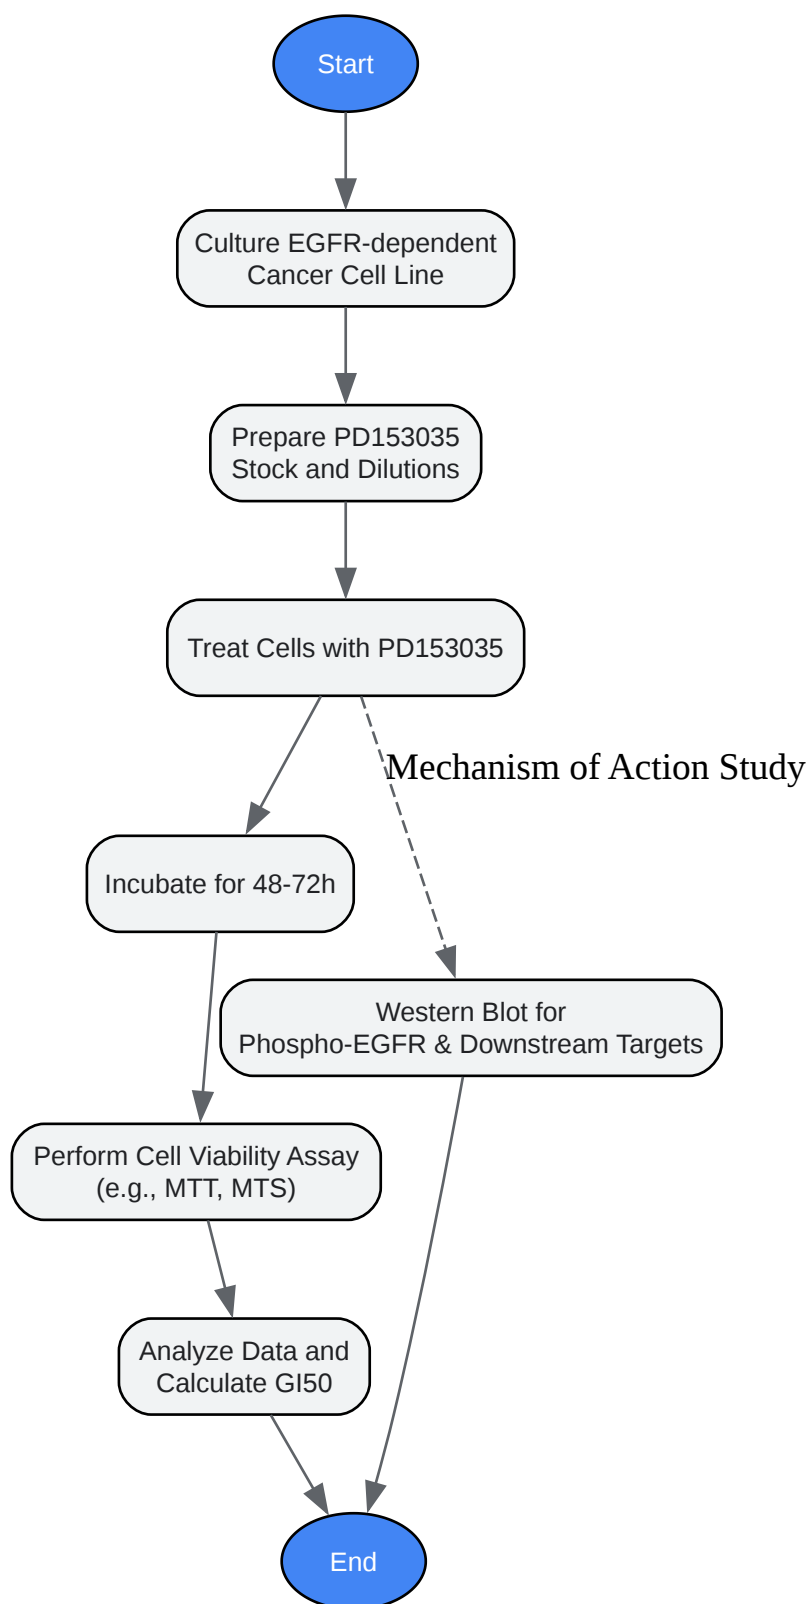 Start
Culture EGFR-dependent
Cancer Cell Line
Prepare PD153035
Stock and Dilutions
Treat Cells with PD153035
Mechanism of Action Study
Incubate for 48-72h
Western Blot for
Phospho-EGFR & Downstream Targets
Perform Cell Viability Assay
(e.g., MTT, MTS)
Analyze Data and
Calculate GI50
End